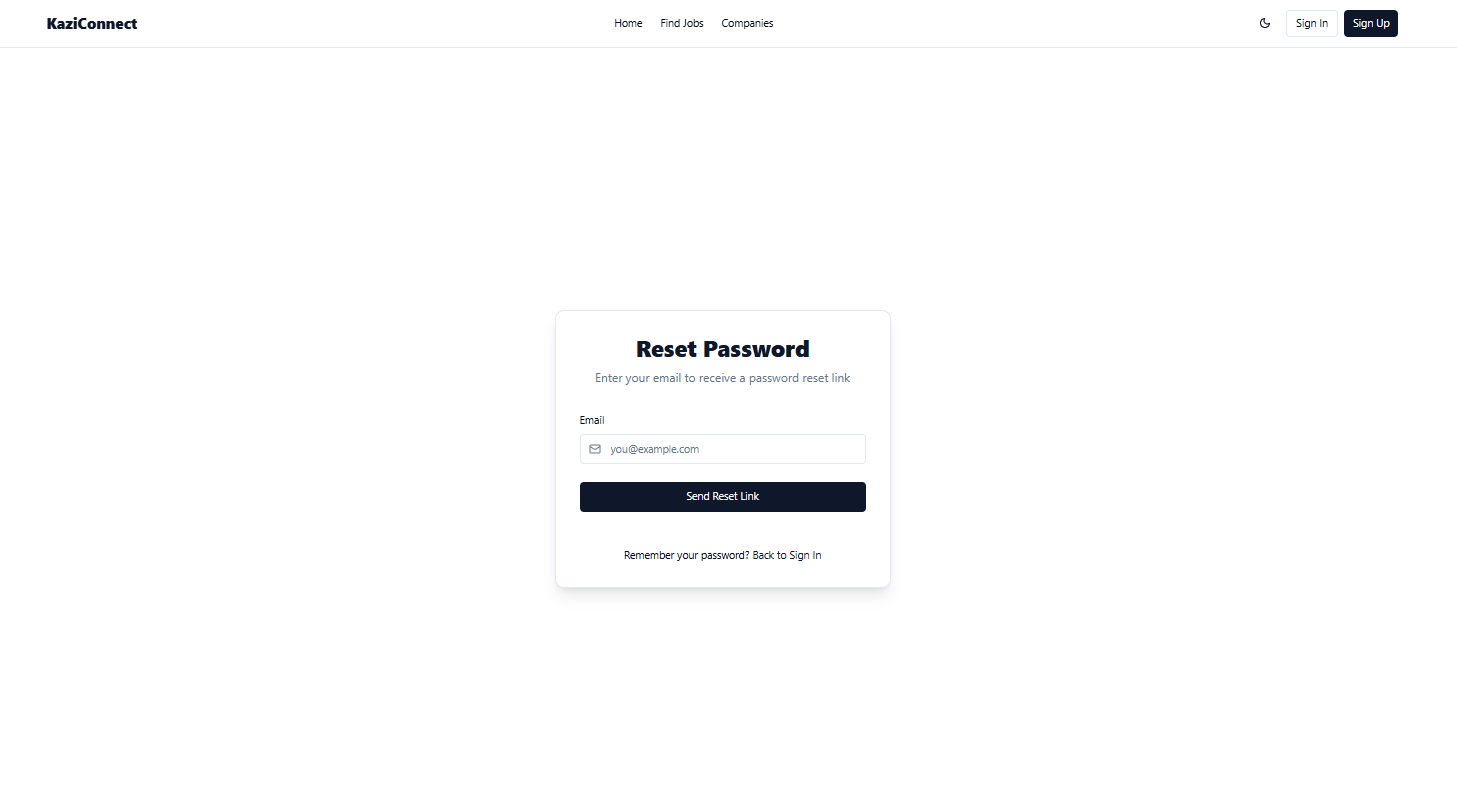 KaziConnect Home Find Jobs Companies Sign In Sign Up
Reset Password
Enter your email to receive a password reset link
Email
you@example.com
Send Reset Link
Remember your password? Back to Sign In